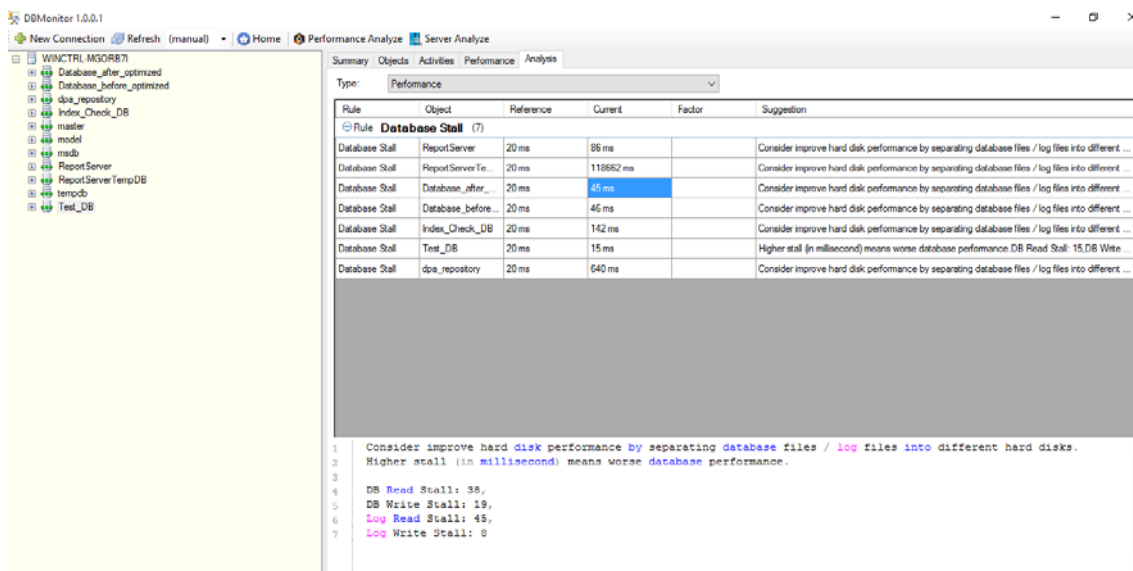 DBMonitor 1.0.0.1
New Connection Refresh (manual) Home Performance Analyze Server Analyze
WINCTRL-MGORB7I
Database_after_optimized
Database_before_optimized
dpa_repository
Index_Check_DB
master
model
msdb
ReportServer
ReportServerTempDB
tempdb
Test_DB
Summary Objects Activities Performance Analysis
Type: Performance
Rule Object Reference Current Factor Suggestion
Rule Database Stall (7)
Database Stall ReportServer 20 ms 86 ms Consider improve hard disk performance by separating database files / log files into different ...
Database Stall ReportServerTe... 20 ms 118662 ms Consider improve hard disk performance by separating database files / log files into different ...
Database Stall Database_after_... 20 ms 45 ms Consider improve hard disk performance by separating database files / log files into different ...
Database Stall Database_before... 20 ms 46 ms Consider improve hard disk performance by separating database files / log files into different ...
Database Stall Index_Check_DB 20 ms 142 ms Consider improve hard disk performance by separating database files / log files into different ...
Database Stall Test_DB 20 ms 15 ms Higher stall (in millisecond) means worse database performance.DB Read Stall: 15,DB Write ...
Database Stall dpa_repository 20 ms 640 ms Consider improve hard disk performance by separating database files / log files into different ...
1 Consider improve hard disk performance by separating database files / log files into different hard disks.
2 Higher stall (in millisecond) means worse database performance.
3
4 DB Read Stall: 38,
5 DB Write Stall: 19,
6 Log Read Stall: 45,
7 Log Write Stall: 8